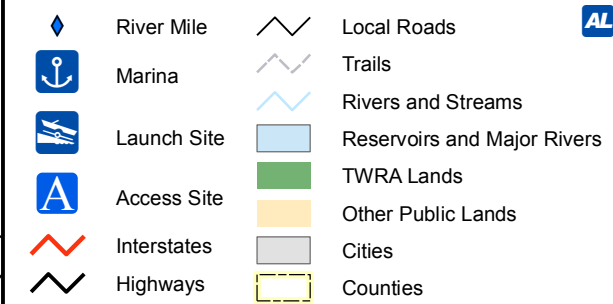 River Mile
Marina
Launch Site
A
Access Site
Interstates
Highways
Local Roads
Trails
Rivers and Streams
Reservoirs and Major Rivers
TWRA Lands
Other Public Lands
Cities
Counties
AL